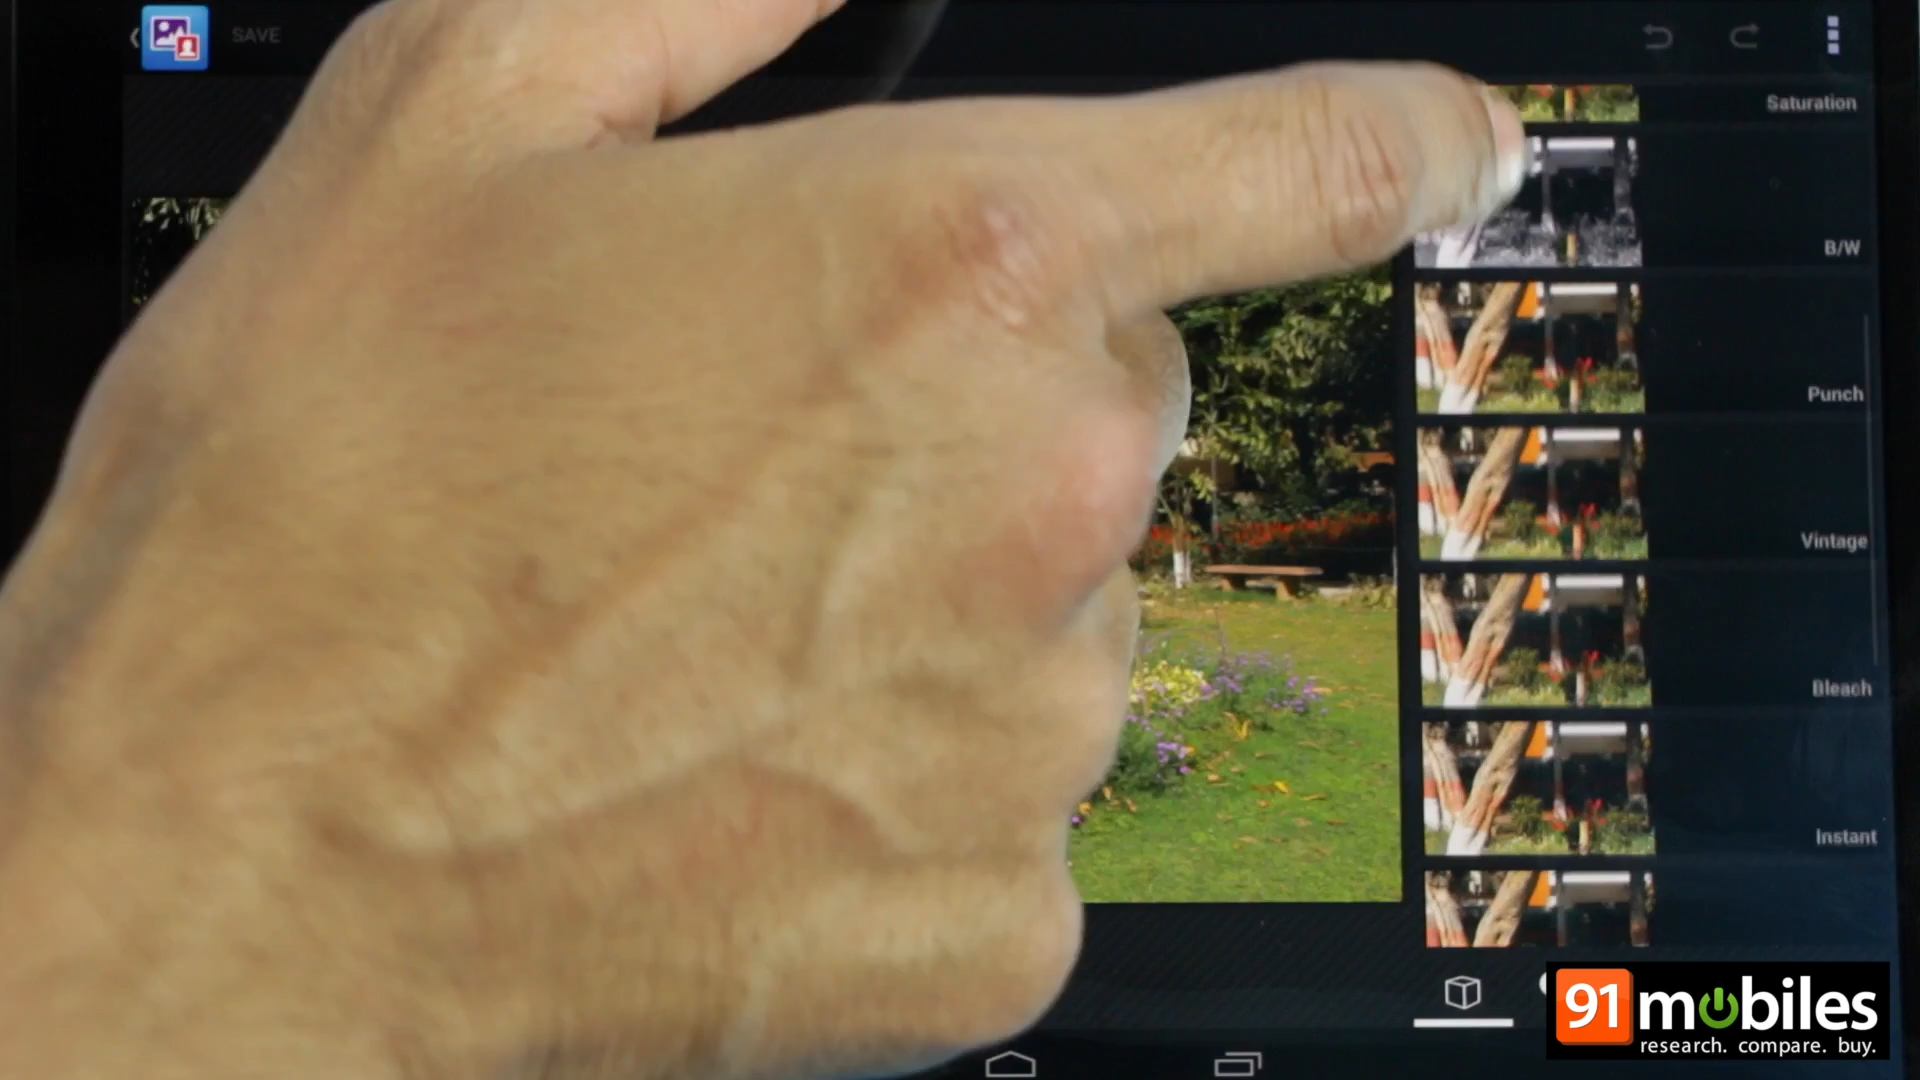 SAVE
Saturation
B/W
Punch
Vintage
Bleach
Instant
91mobiles
research. compare. buy.